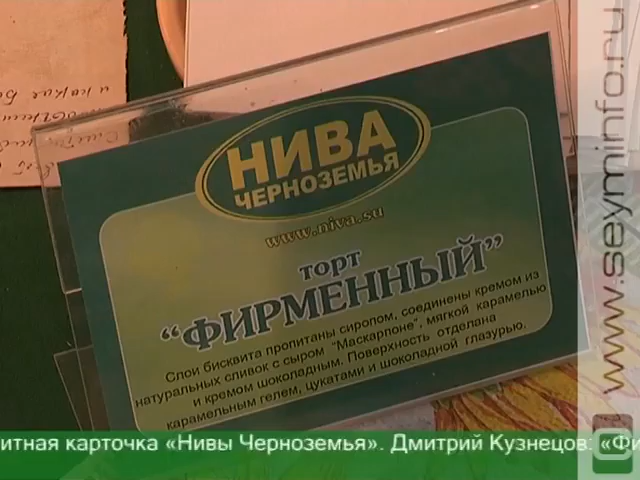 НИВА
ЧЕРНОЗЕМЬЯ
www.niva.su
торт
“ФИРМЕННЫЙ”
Слои бисквита пропитаны сиропом, соединены кремом из
натуральных сливок с сыром "Маскарпоне", мягкой карамелью
и кремом шоколадным. Поверхность отделана
карамельным гелем, цукатами и шоколадной глазурью.
итная карточка «Нивы Черноземья». Дмитрий Кузнецов: «Фи
www.seyminfo.ru
и какие